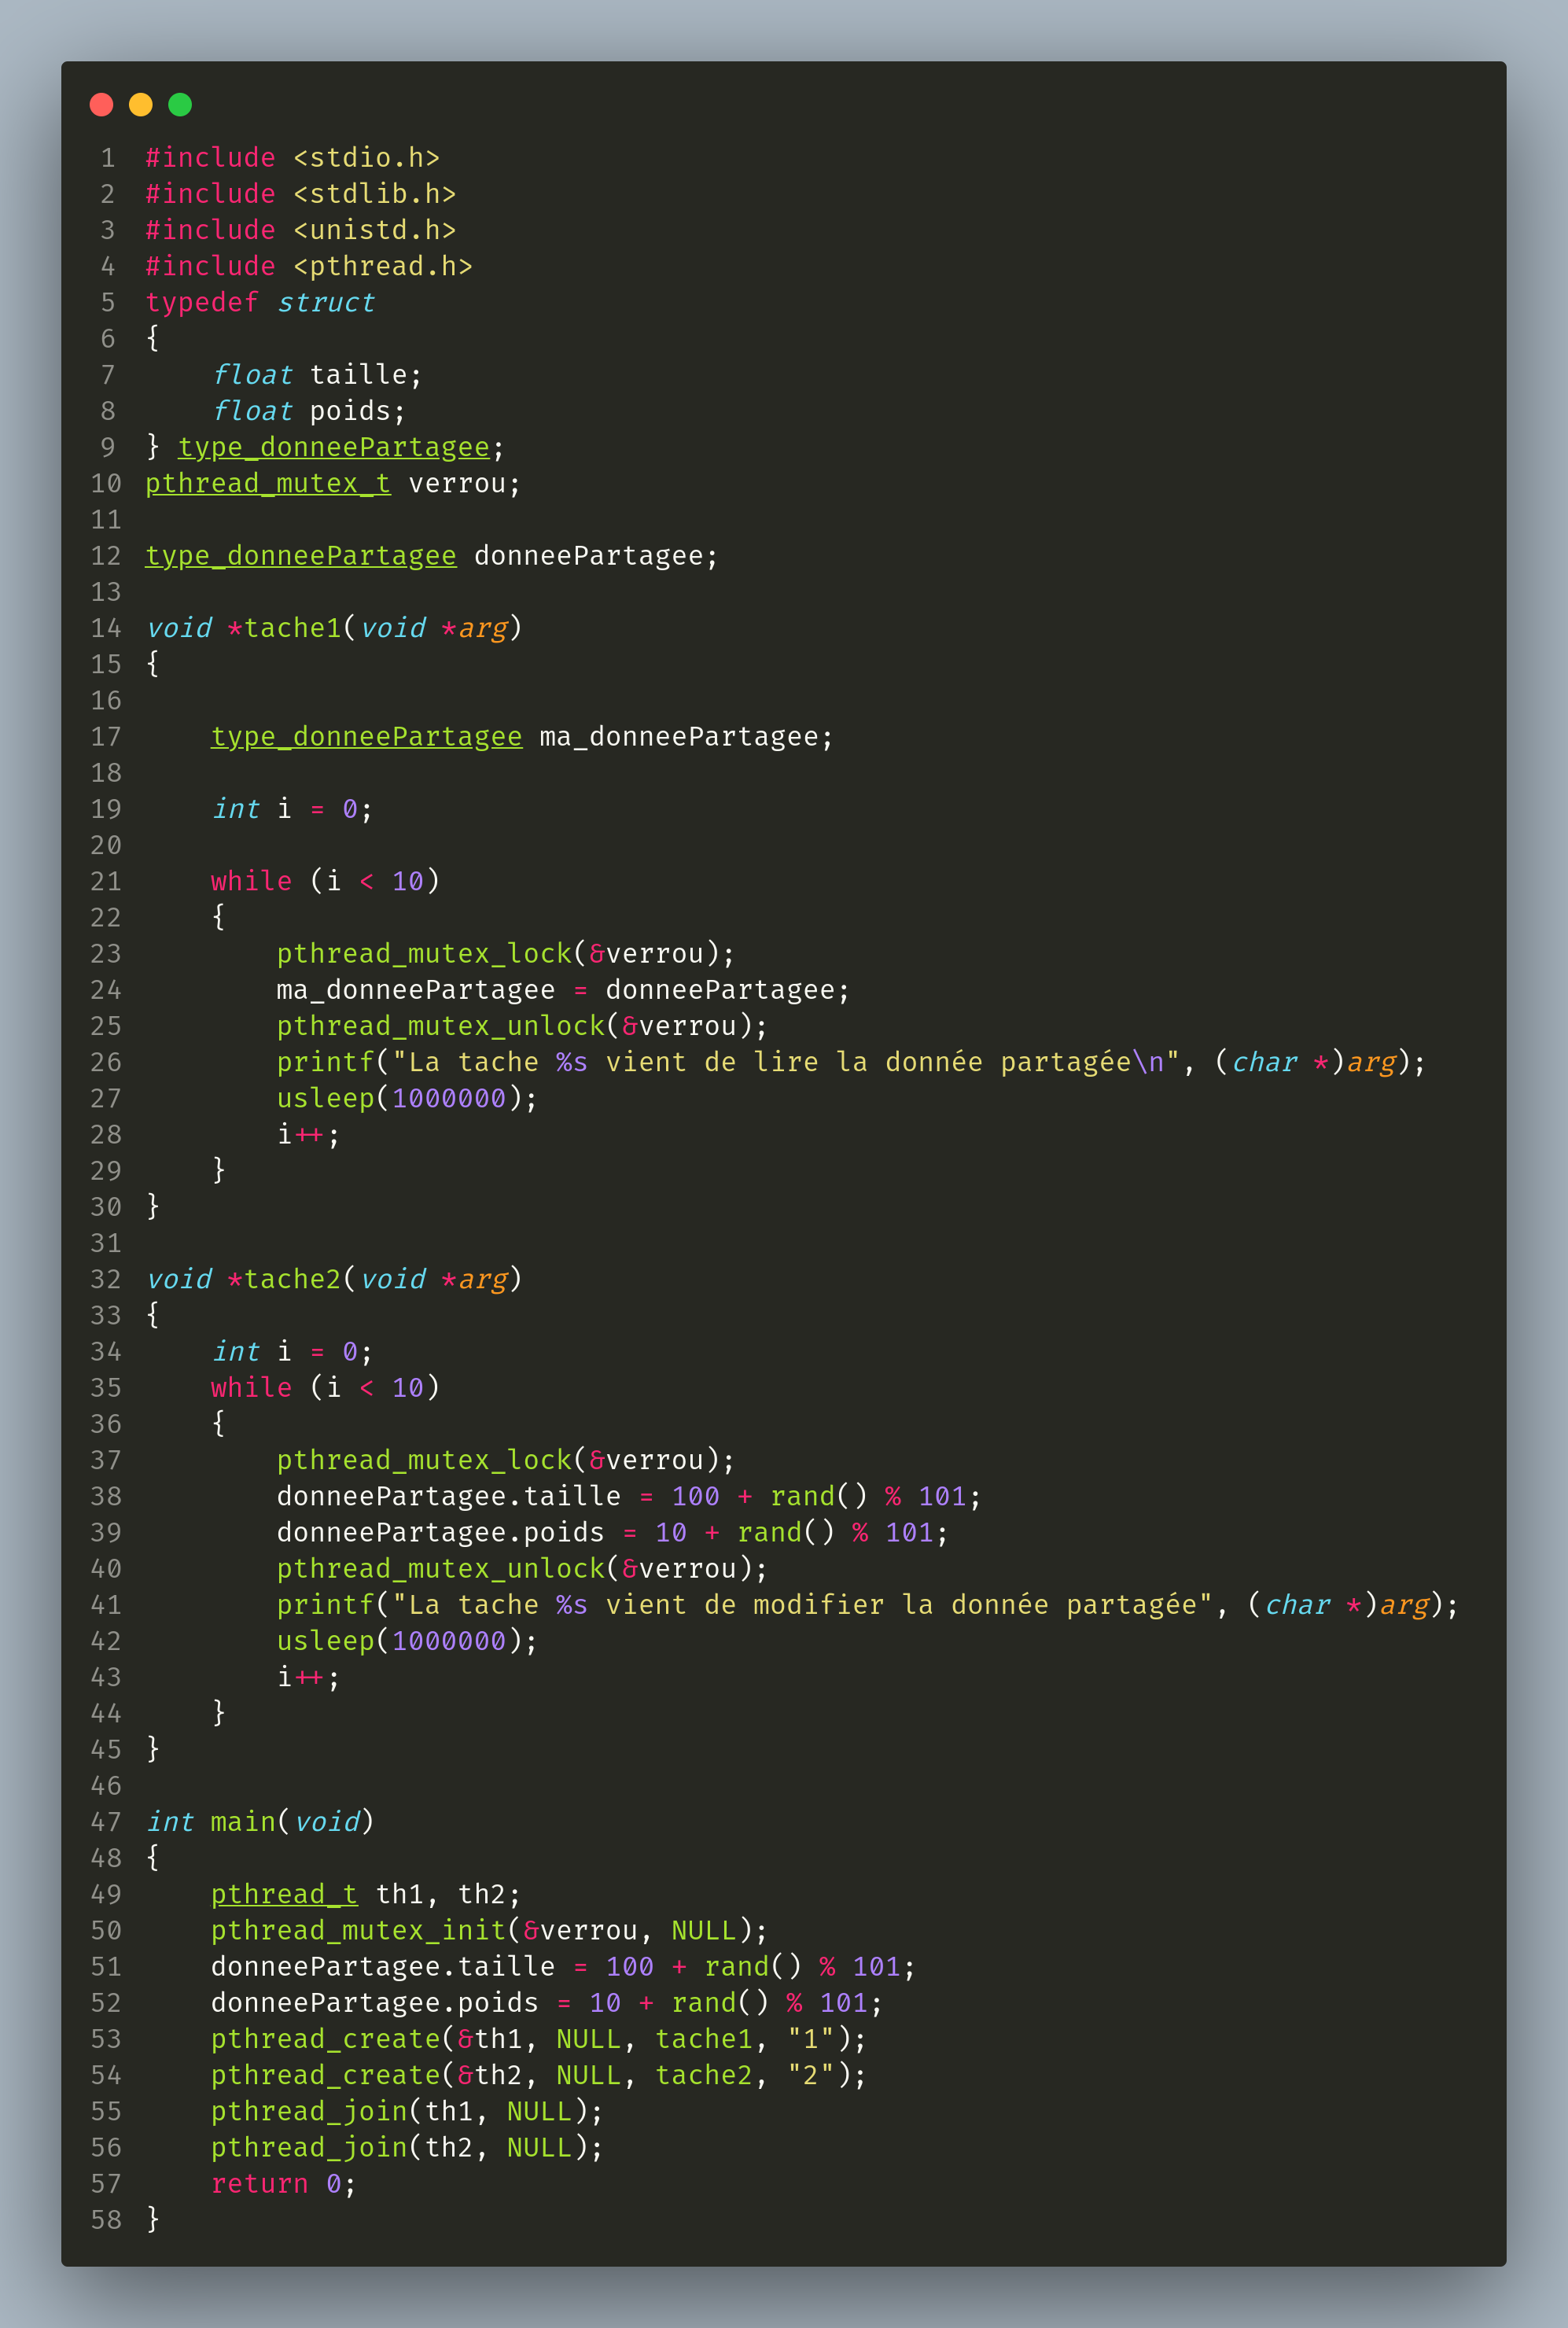 1 #include <stdio.h>
2 #include <stdlib.h>
3 #include <unistd.h>
4 #include <pthread.h>
5 typedef struct
6 {
7     float taille;
8     float poids;
9 } type_donneePartagee;
10 pthread_mutex_t verrou;
11
12 type_donneePartagee donneePartagee;
13
14 void *tache1(void *arg)
15 {
16
17     type_donneePartagee ma_donneePartagee;
18
19     int i = 0;
20
21     while (i < 10)
22     {
23         pthread_mutex_lock(&verrou);
24         ma_donneePartagee = donneePartagee;
25         pthread_mutex_unlock(&verrou);
26         printf("La tache %s vient de lire la donnée partagée\n", (char *)arg);
27         usleep(1000000);
28         i++;
29     }
30 }
31
32 void *tache2(void *arg)
33 {
34     int i = 0;
35     while (i < 10)
36     {
37         pthread_mutex_lock(&verrou);
38         donneePartagee.taille = 100 + rand() % 101;
39         donneePartagee.poids = 10 + rand() % 101;
40         pthread_mutex_unlock(&verrou);
41         printf("La tache %s vient de modifier la donnée partagée", (char *)arg);
42         usleep(1000000);
43         i++;
44     }
45 }
46
47 int main(void)
48 {
49     pthread_t th1, th2;
50     pthread_mutex_init(&verrou, NULL);
51     donneePartagee.taille = 100 + rand() % 101;
52     donneePartagee.poids = 10 + rand() % 101;
53     pthread_create(&th1, NULL, tache1, "1");
54     pthread_create(&th2, NULL, tache2, "2");
55     pthread_join(th1, NULL);
56     pthread_join(th2, NULL);
57     return 0;
58 }